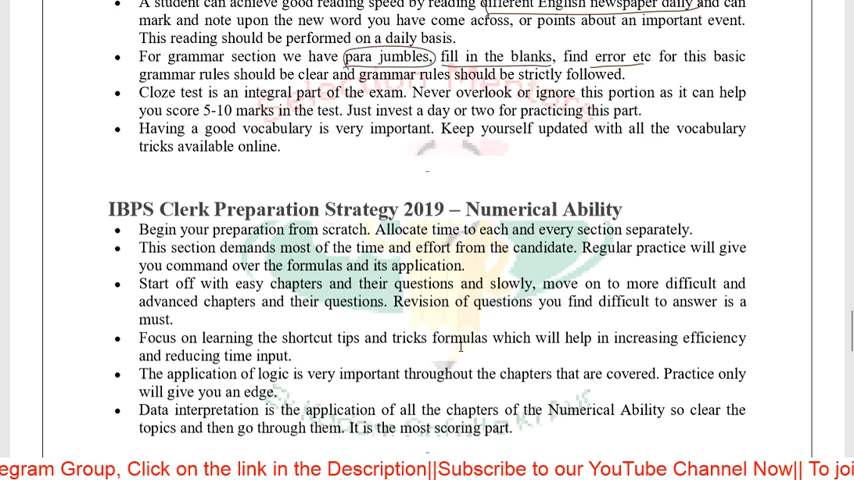 A student can achieve good reading speed by reading different English newspaper daily and can
mark and note upon the new word you have come across, or points about an important event.
This reading should be performed on a daily basis.
• For grammar section we have para jumbles, fill in the blanks, find error etc for this basic
grammar rules should be clear and grammar rules should be strictly followed.
• Cloze test is an integral part of the exam. Never overlook or ignore this portion as it can help
you score 5-10 marks in the test. Just invest a day or two for practicing this part.
• Having a good vocabulary is very important. Keep yourself updated with all the vocabulary
tricks available online.
IBPS Clerk Preparation Strategy 2019 – Numerical Ability
• Begin your preparation from scratch. Allocate time to each and every section separately.
• This section demands most of the time and effort from the candidate. Regular practice will give
you command over the formulas and its application.
• Start off with easy chapters and their questions and slowly, move on to more difficult and
advanced chapters and their questions. Revision of questions you find difficult to answer is a
must.
• Focus on learning the shortcut tips and tricks formulas which will help in increasing efficiency
and reducing time input.
• The application of logic is very important throughout the chapters that are covered. Practice only
will give you an edge.
• Data interpretation is the application of all the chapters of the Numerical Ability so clear the
topics and then go through them. It is the most scoring part.
egram Group, Click on the link in the Description||Subscribe to our YouTube Channel Now|| To joi